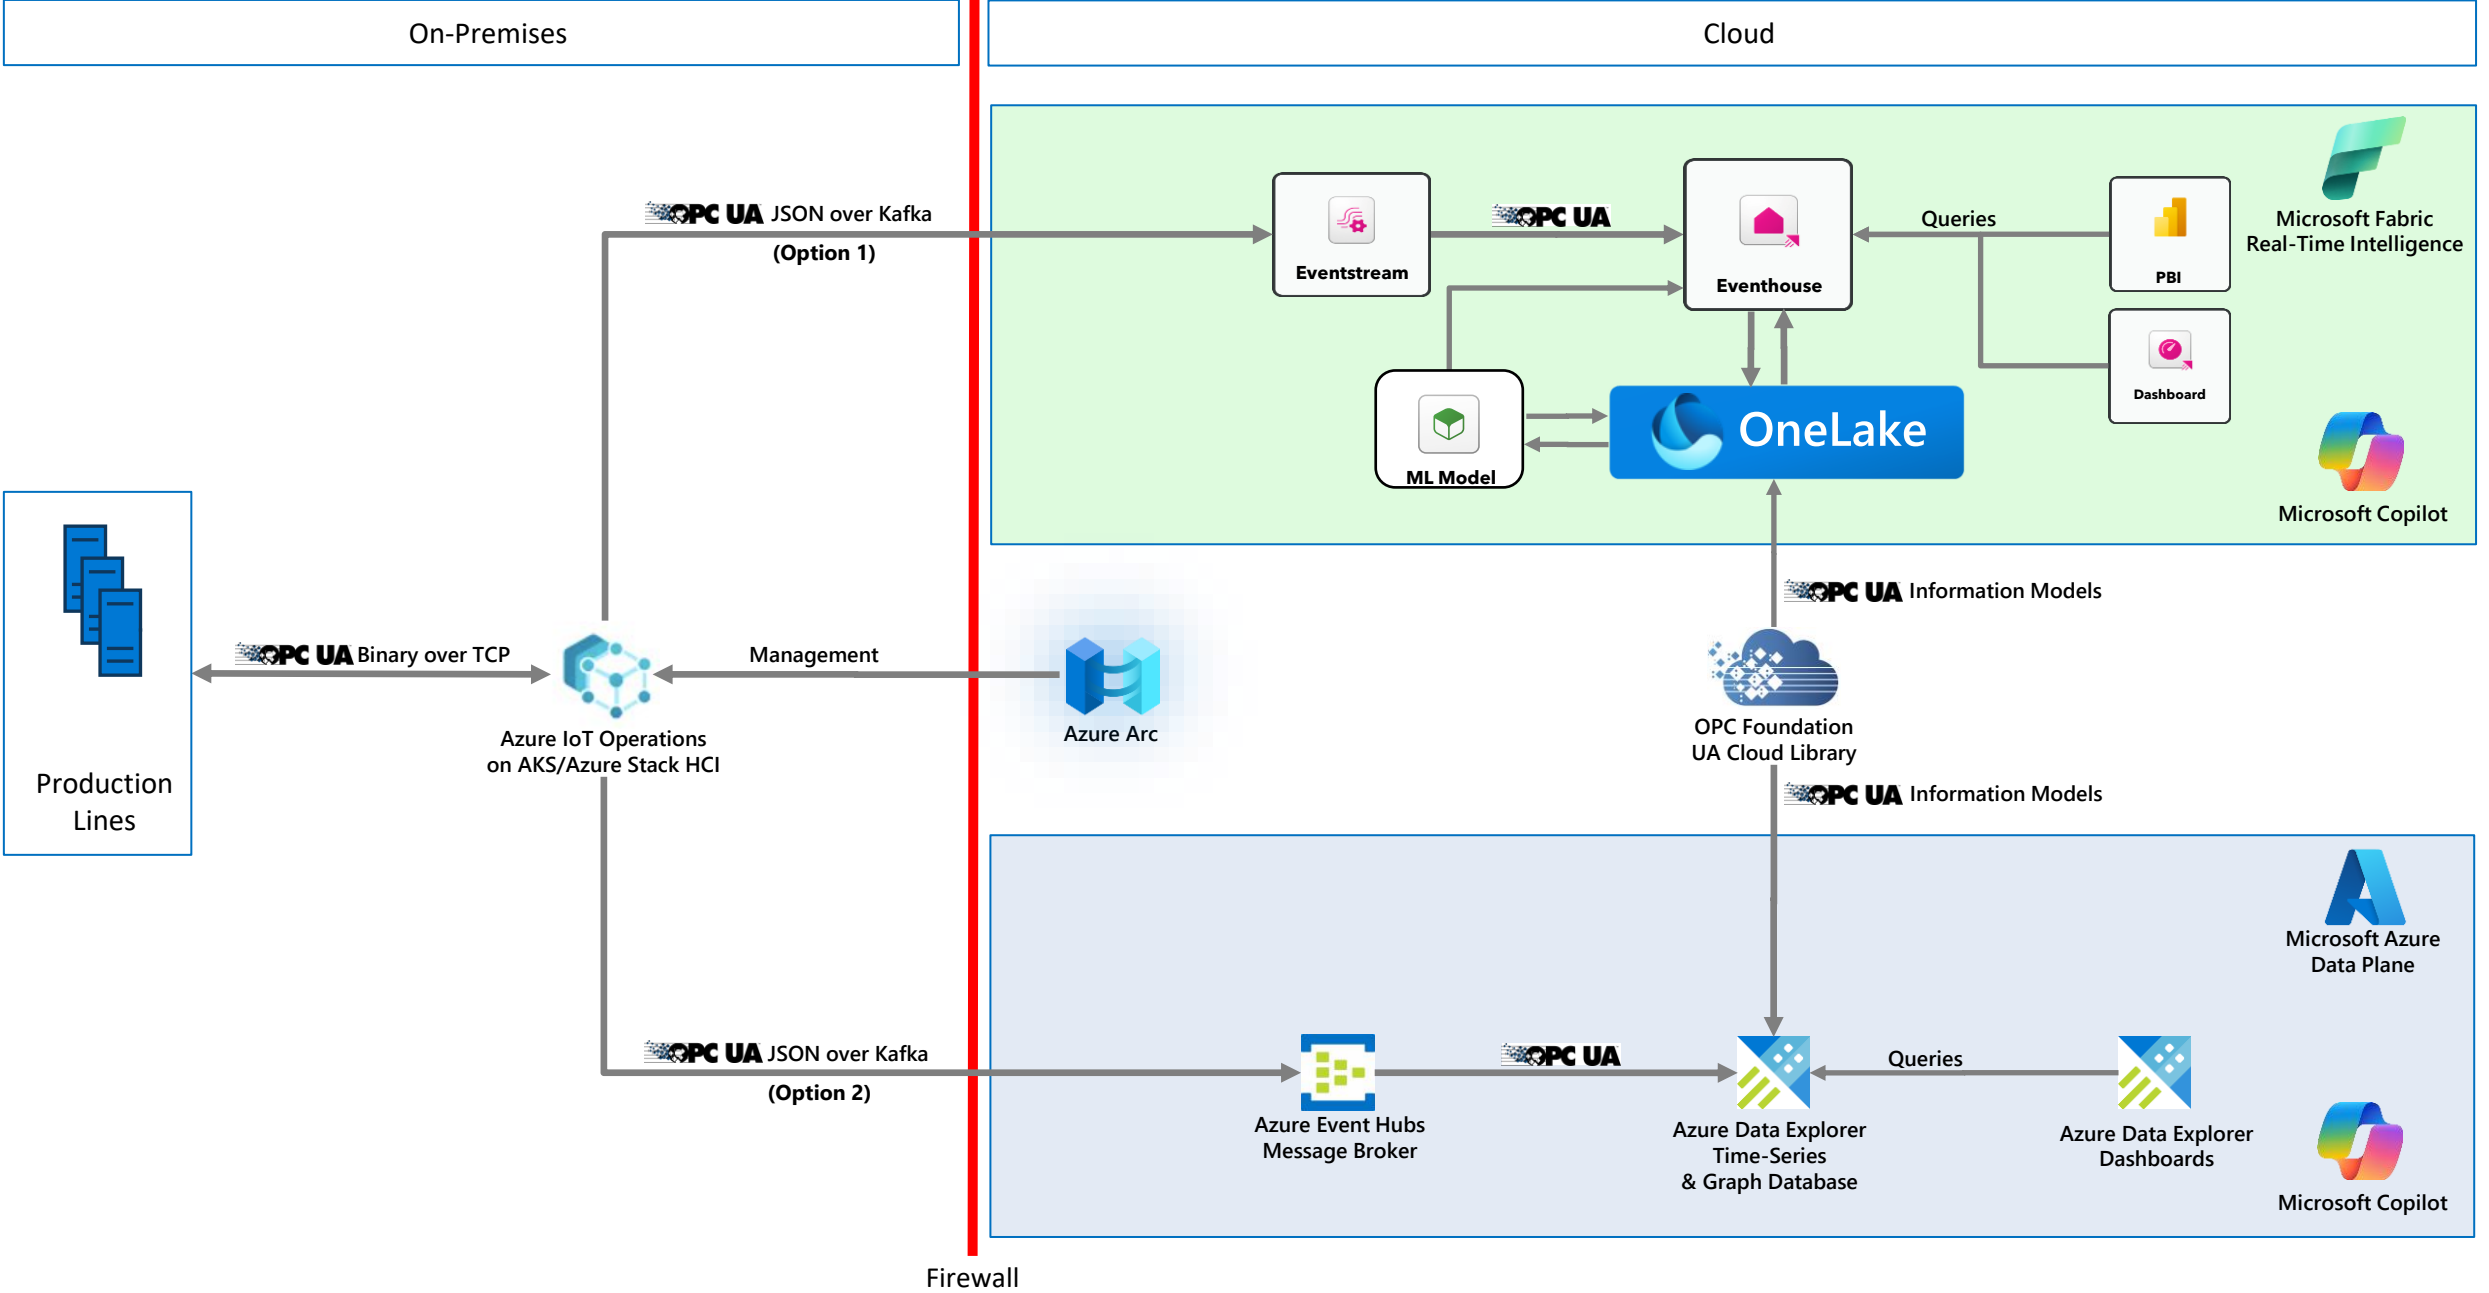 On-Premises
Cloud
OPC UA JSON over Kafka
(Option 1)
Eventstream
OPC UA
Eventhouse
Queries
PBI
Microsoft Fabric
Real-Time Intelligence
Dashboard
ML Model
OneLake
Microsoft Copilot
OPC UA Information Models
Production
Lines
OPC UA Binary over TCP
Azure IoT Operations
on AKS/Azure Stack HCI
Management
Azure Arc
OPC Foundation
UA Cloud Library
OPC UA Information Models
Microsoft Azure
Data Plane
OPC UA JSON over Kafka
(Option 2)
Azure Event Hubs
Message Broker
OPC UA
Azure Data Explorer
Time-Series
& Graph Database
Queries
Azure Data Explorer
Dashboards
Microsoft Copilot
Firewall